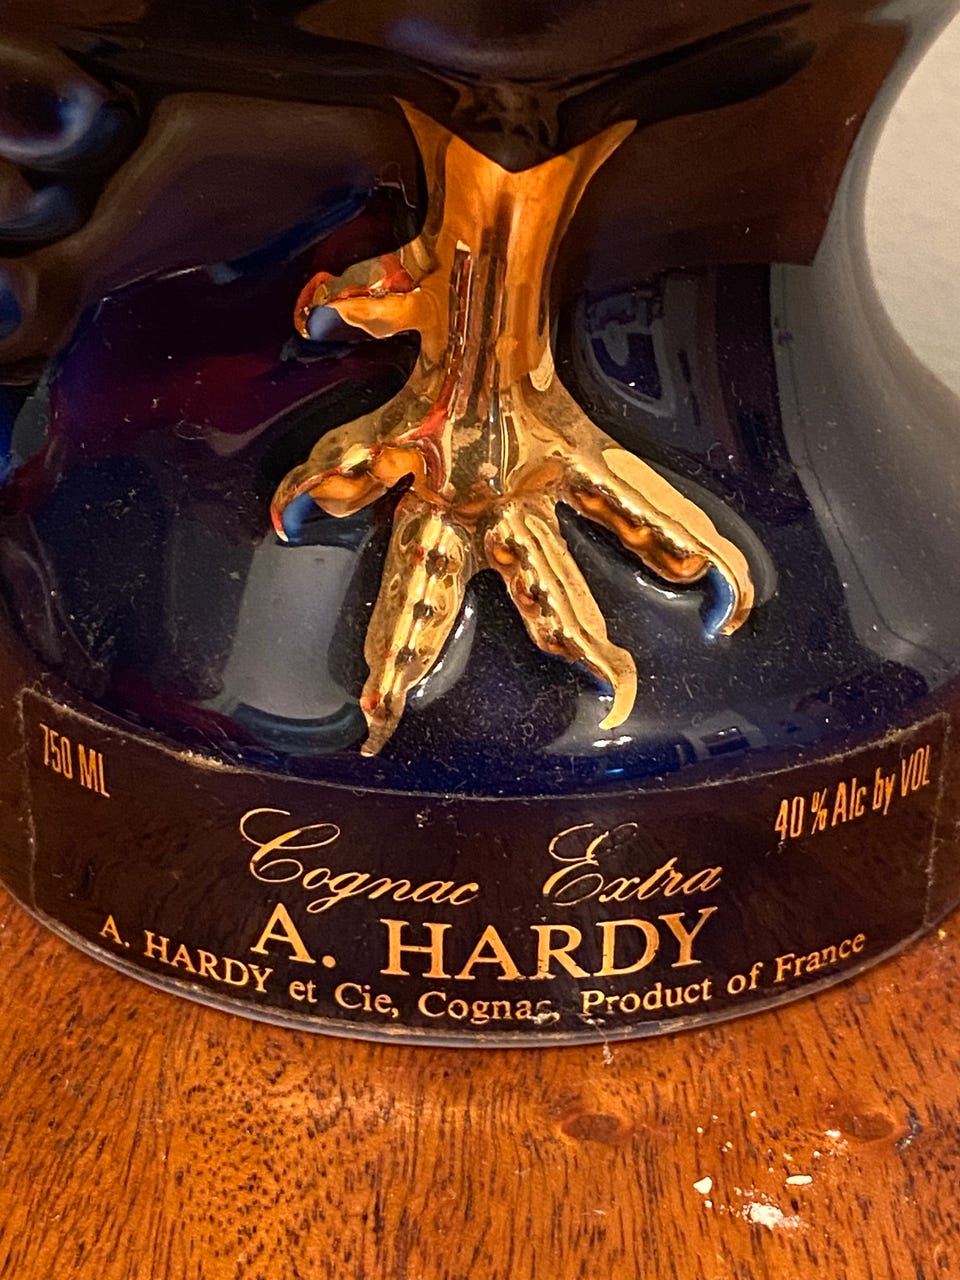 750 ML
40 % Alc by VOL
Cognac Extra
A. HARDY
A. HARDY et Cie, Cognac, Product of France